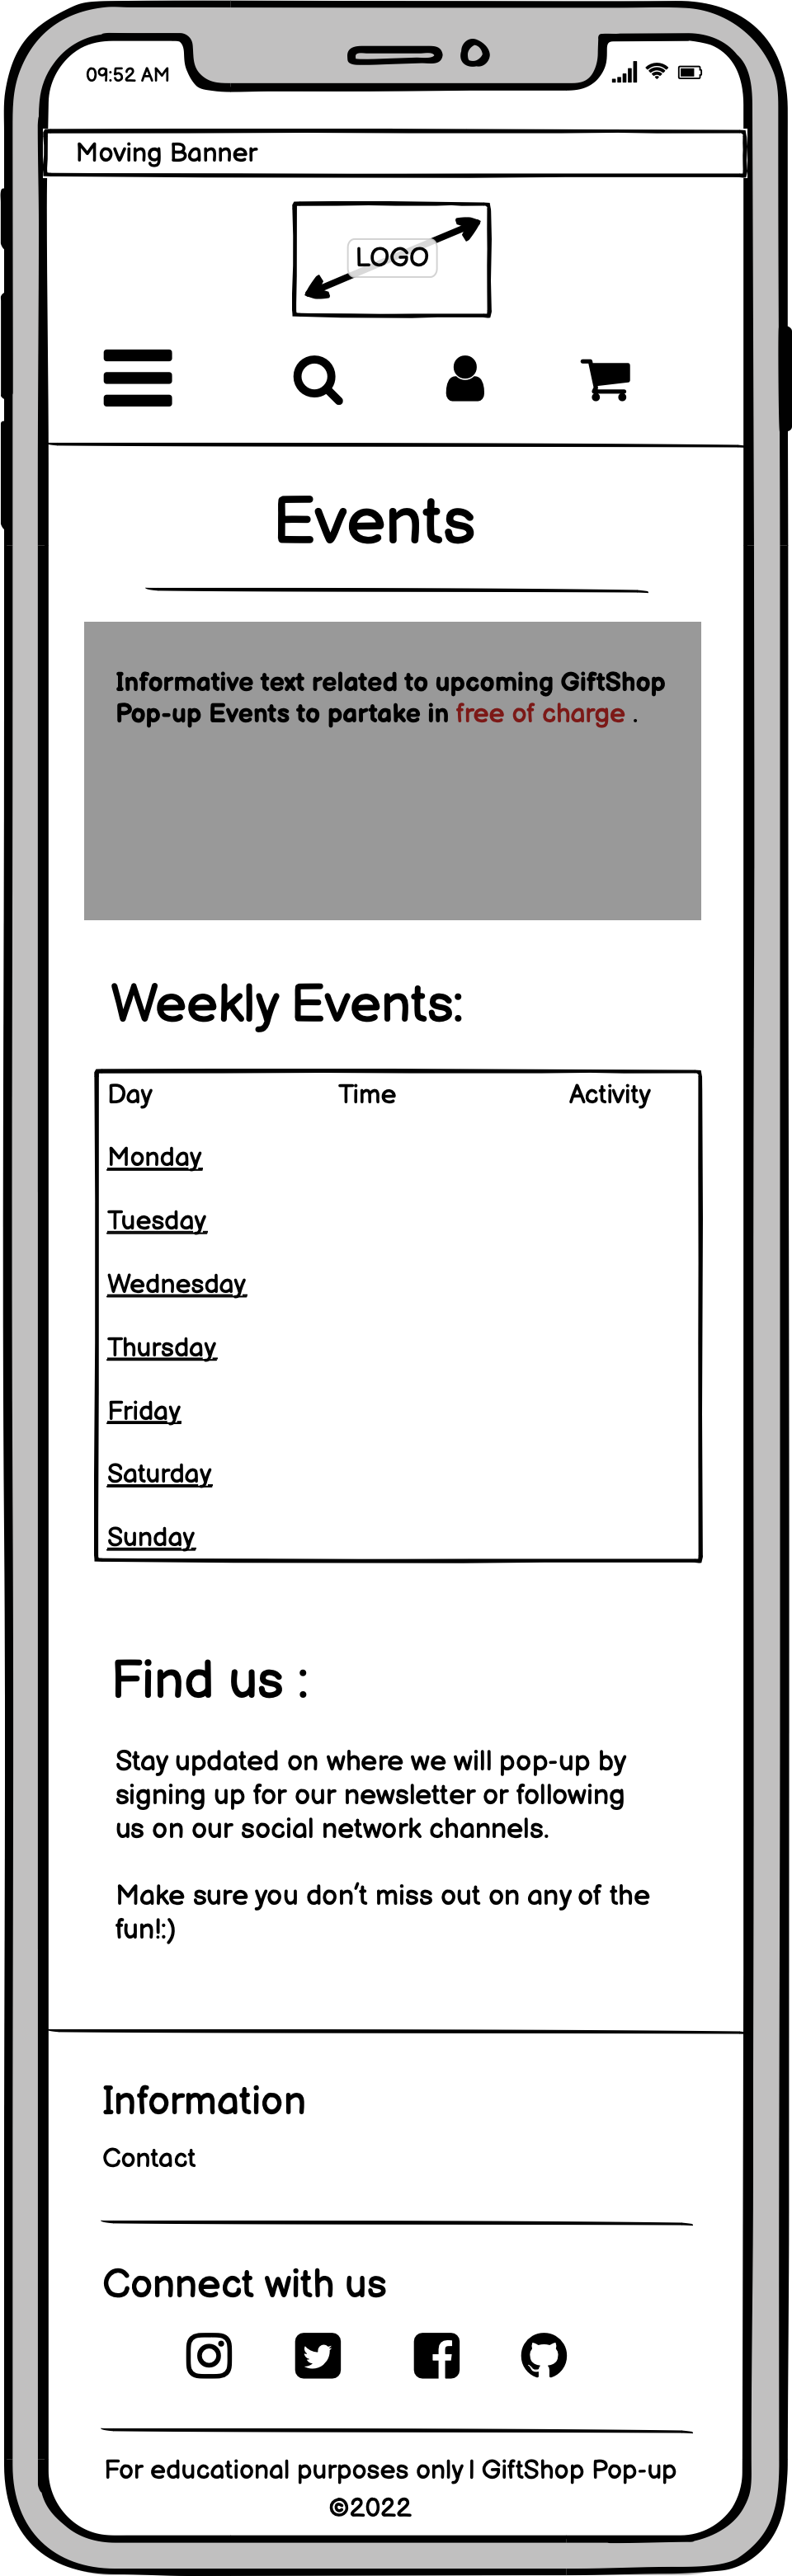 09:52 AM
Moving Banner
LOGO
Events
Informative text related to upcoming GiftShop
Pop-up Events to partake in free of charge .
Weekly Events:
Day Time Activity
Monday
Tuesday
Wednesday
Thursday
Friday
Saturday
Sunday
Find us :
Stay updated on where we will pop-up by
signing up for our newsletter or following
us on our social network channels.
Make sure you don't miss out on any of the
fun!:)
Information
Contact
Connect with us
For educational purposes only | GiftShop Pop-up
©2022